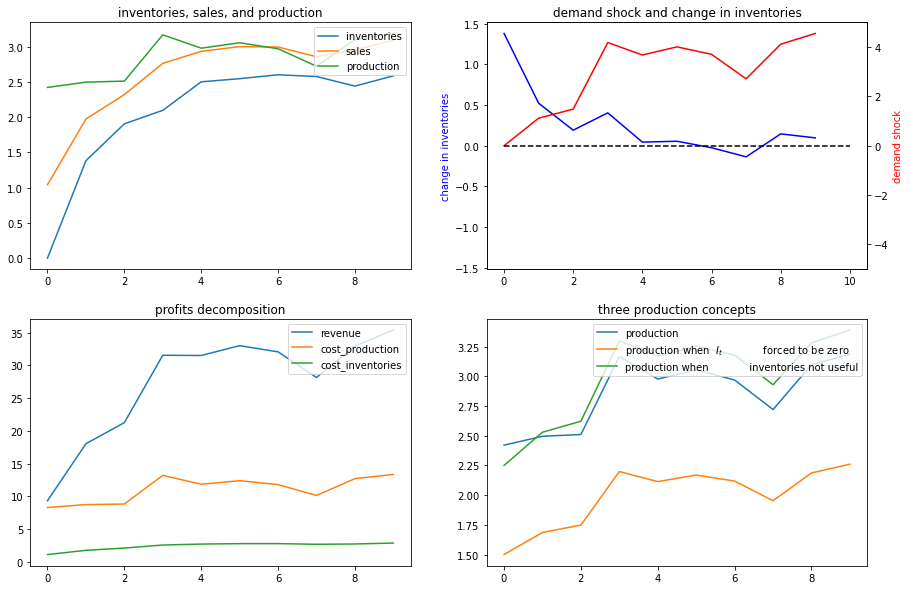 inventories, sales, and production
inventories
sales
production
3.0
2.5
2.0
1.5
1.0
0.5
0.0
0 2 4 6 8
demand shock and change in inventories
change in inventories
1.5
1.0
0.5
0.0
−0.5
−1.0
−1.5
4
2
0
−2
−4
demand shock
0 2 4 6 8 10
profits decomposition
revenue
cost_production
cost_inventories
35
30
25
20
15
10
5
0
0 2 4 6 8
three production concepts
production
production when I_t forced to be zero
production when inventories not useful
3.25
3.00
2.75
2.50
2.25
2.00
1.75
1.50
0 2 4 6 8